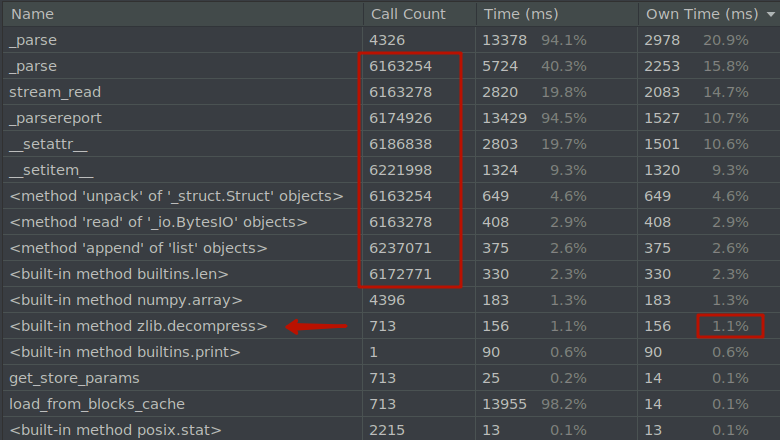 Name Call Count Time (ms) Own Time (ms)
_parse 4326 13378 94.1% 2978 20.9%
_parse 6163254 5724 40.3% 2253 15.8%
stream_read 6163278 2820 19.8% 2083 14.7%
_parsereport 6174926 13429 94.5% 1527 10.7%
__setattr__ 6186838 2803 19.7% 1501 10.6%
__setitem__ 6221998 1324 9.3% 1320 9.3%
<method 'unpack' of '_struct.Struct' objects> 6163254 649 4.6% 649 4.6%
<method 'read' of '_io.BytesIO' objects> 6163278 408 2.9% 408 2.9%
<method 'append' of 'list' objects> 6237071 375 2.6% 375 2.6%
<built-in method builtins.len> 6172771 330 2.3% 330 2.3%
<built-in method numpy.array> 4396 183 1.3% 183 1.3%
<built-in method zlib.decompress> 713 156 1.1% 156 1.1%
<built-in method builtins.print> 1 90 0.6% 90 0.6%
get_store_params 713 25 0.2% 14 0.1%
load_from_blocks_cache 713 13955 98.2% 14 0.1%
<built-in method posix.stat> 2215 13 0.1% 13 0.1%